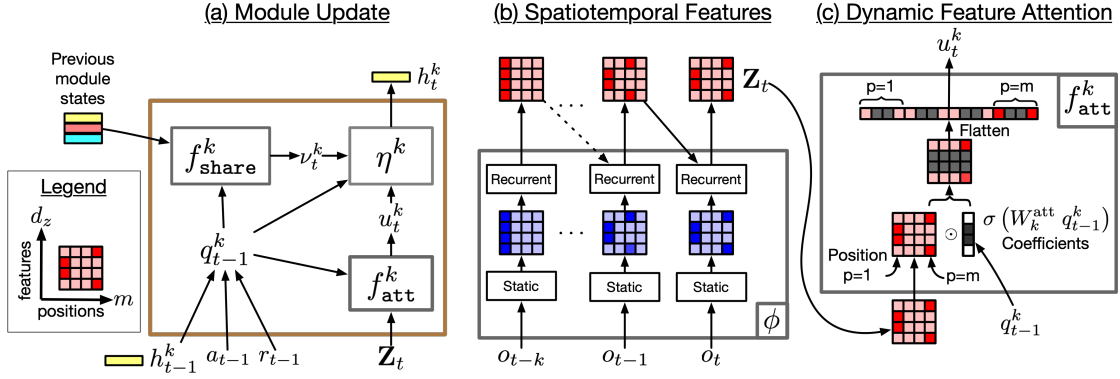 (a) Module Update
Previous
module
states
h_t^k
f_share^k
ν_t^k
η^k
u_t^k
q_{t-1}^k
f_att^k
h_{t-1}^k
a_{t-1}
r_{t-1}
Z_t
Legend
d_z
features
positions
m
(b) Spatiotemporal Features
Z_t
...
Recurrent
Recurrent
Recurrent
...
Static
Static
Static
ϕ
o_{t-k}
o_{t-1}
o_t
(c) Dynamic Feature Attention
u_t^k
p=1
p=m
f_att^k
Flatten
⊙
σ (W_k^att q_{t-1}^k)
Coefficients
Position
p=1
p=m
q_{t-1}^k